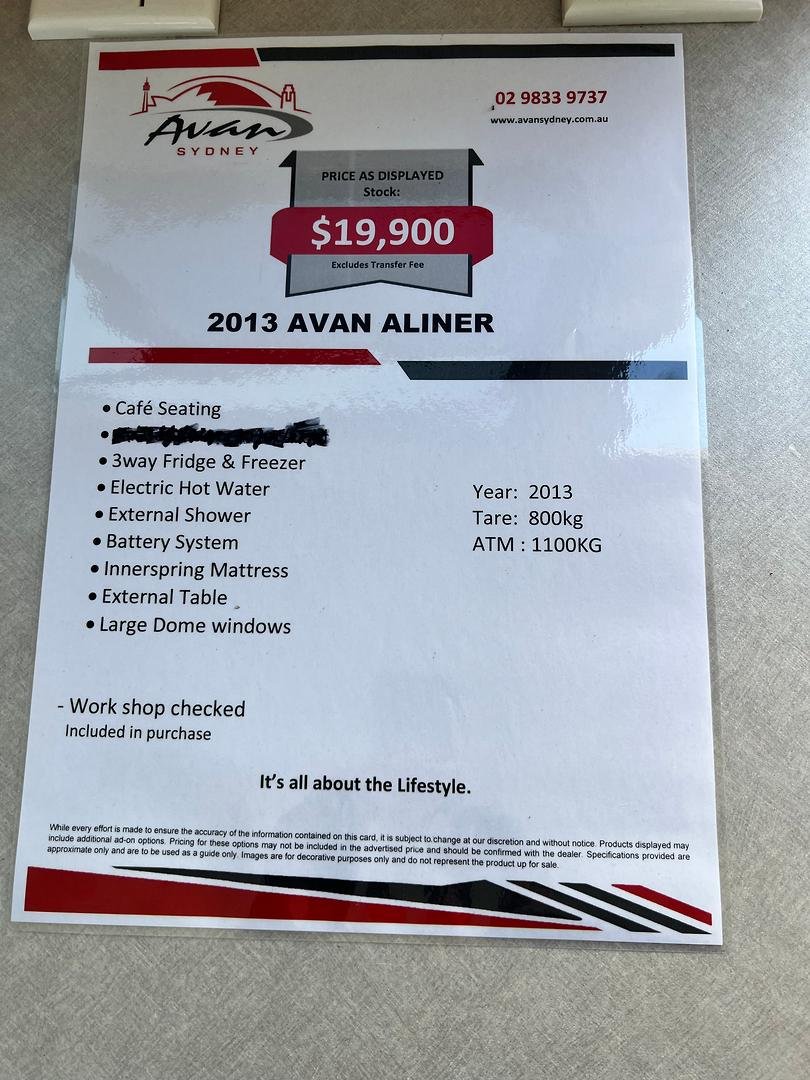 Avan
SYDNEY
02 9833 9737
www.avansydney.com.au
PRICE AS DISPLAYED
Stock:
$19,900
Excludes Transfer Fee
2013 AVAN ALINER
• Café Seating
•
• 3way Fridge & Freezer
• Electric Hot Water
• External Shower
• Battery System
• Innerspring Mattress
• External Table
• Large Dome windows
Year: 2013
Tare: 800kg
ATM : 1100KG
- Work shop checked
Included in purchase
It's all about the Lifestyle.
While every effort is made to ensure the accuracy of the information contained on this card, it is subject to change at our discretion and without notice. Products displayed may
include additional ad-on options. Pricing for these options may not be included in the advertised price and should be confirmed with the dealer. Specifications provided are
approximate only and are to be used as a guide only. Images are for decorative purposes only and do not represent the product up for sale.